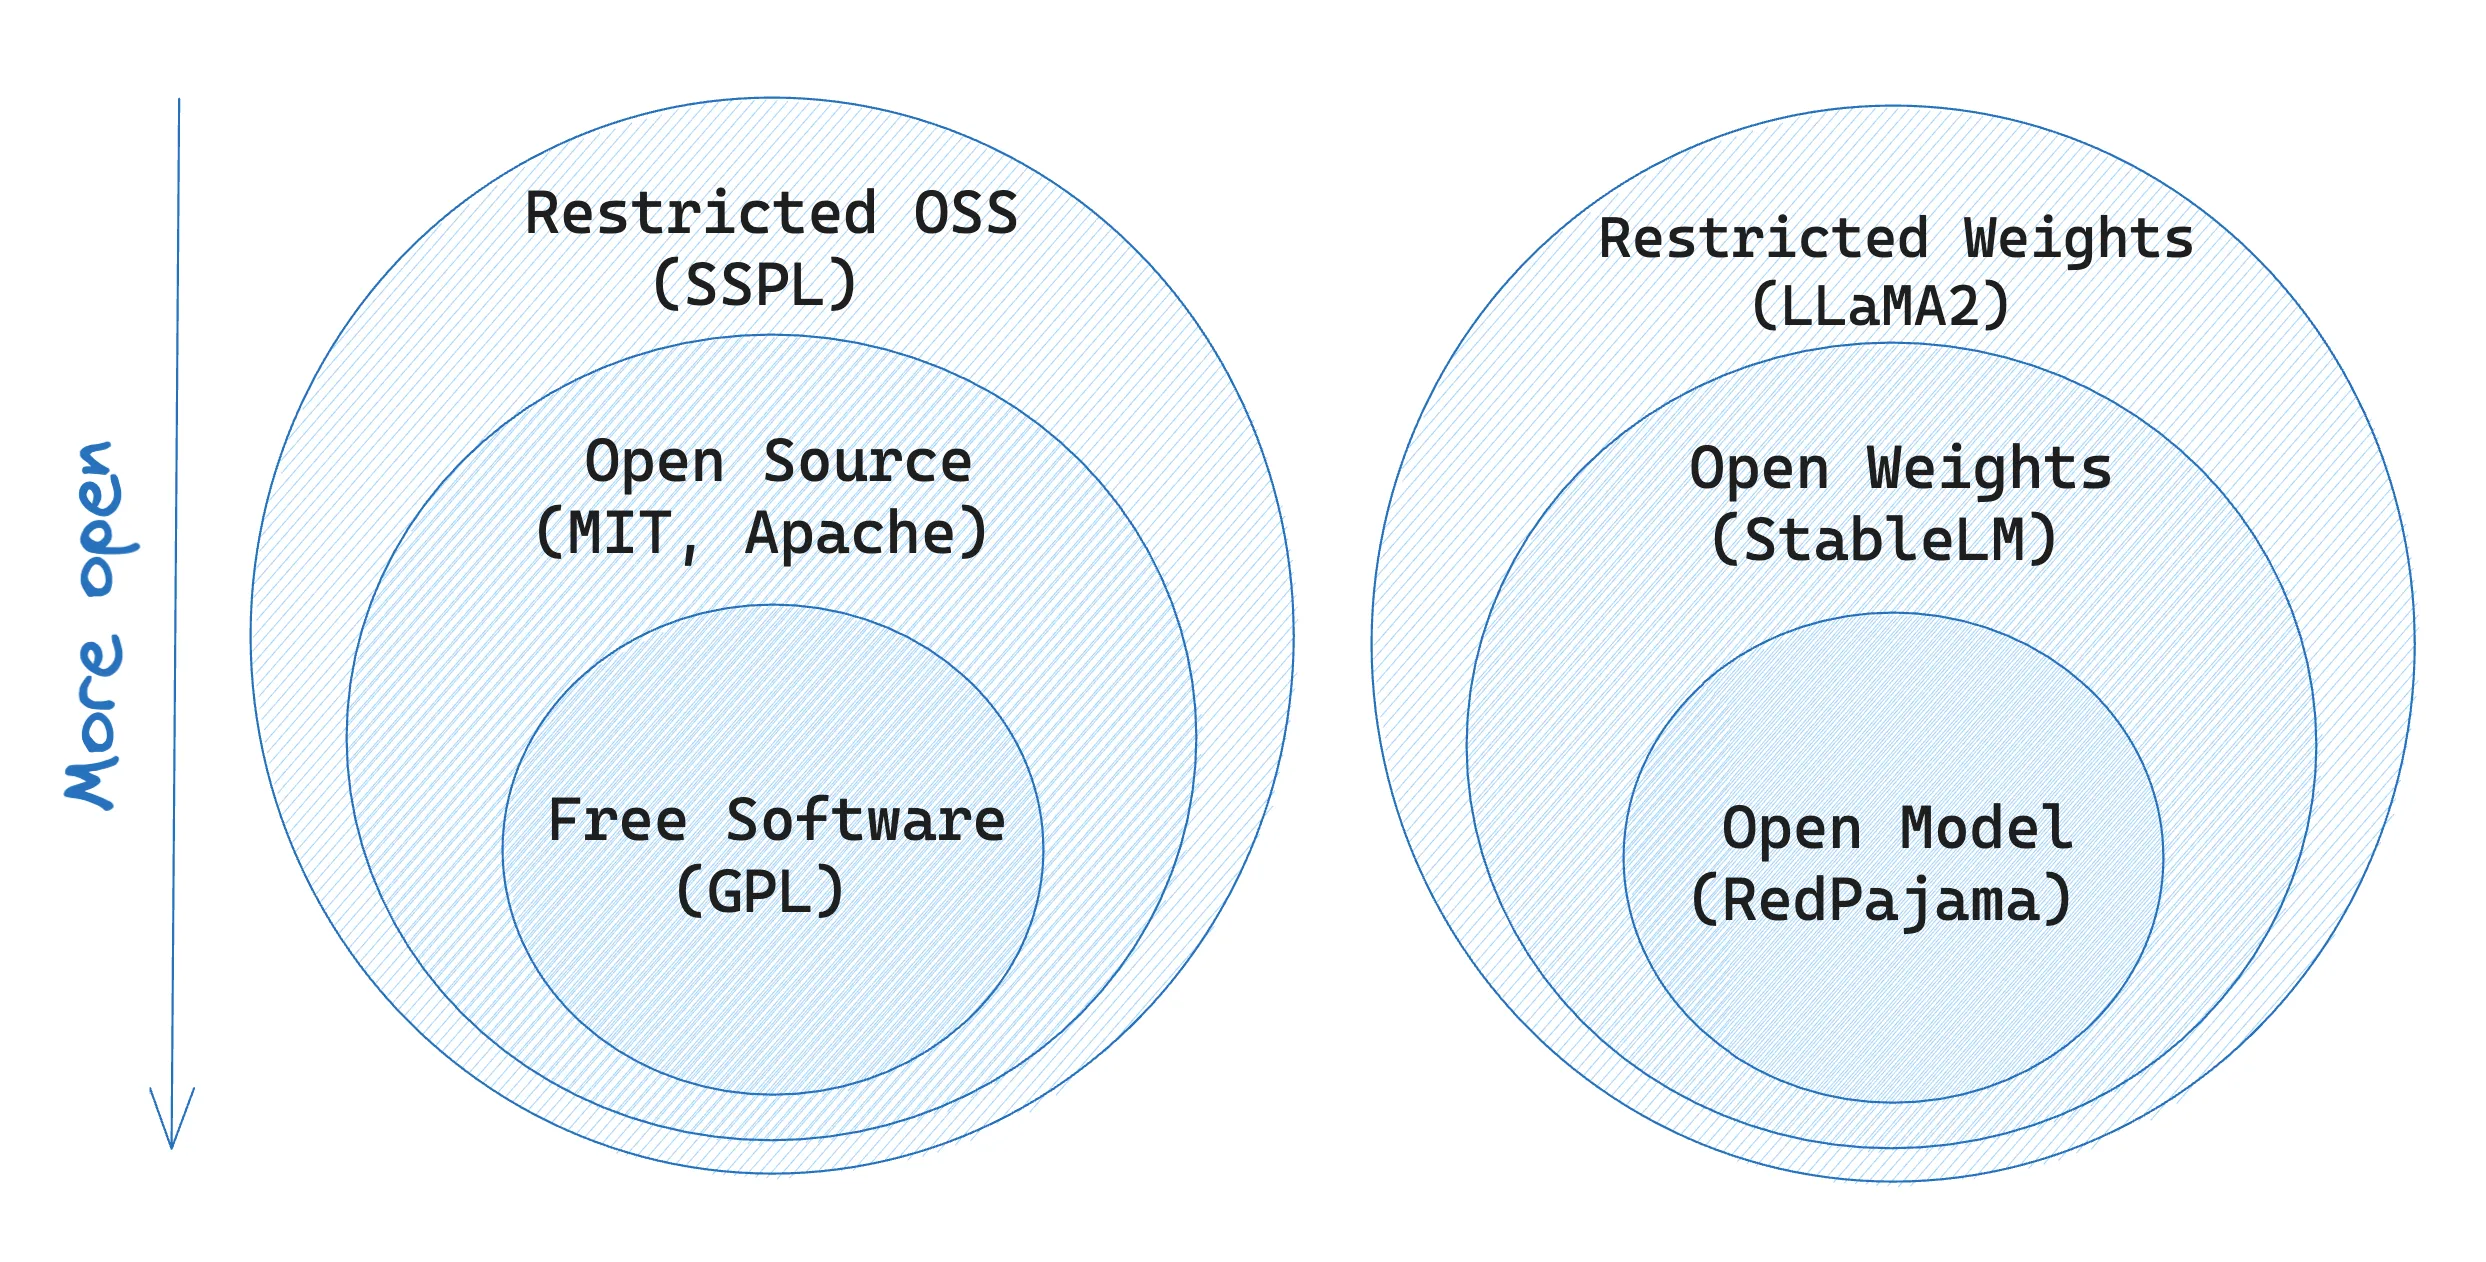 More open
Restricted OSS
(SSPL)
Open Source
(MIT, Apache)
Free Software
(GPL)
Restricted Weights
(LLaMA2)
Open Weights
(StableLM)
Open Model
(RedPajama)